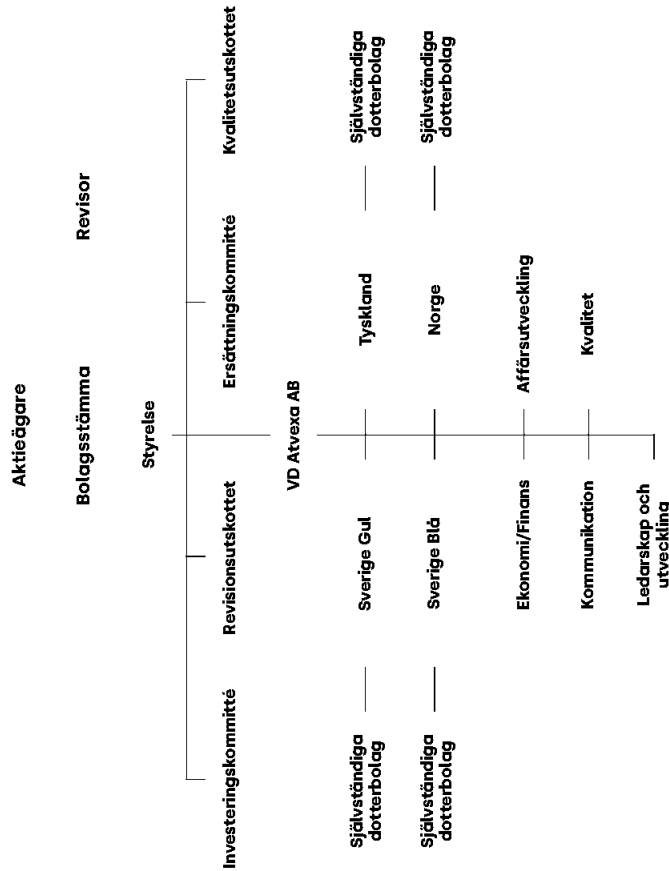 Aktieägare
Bolagsstämma
Revisor
Styrelse
Investeringskommitté
Revisionsutskottet
Ersättningskommitté
Kvalitetsutskottet
VD Atvexa AB
Självständiga
dotterbolag
Sverige Gul
Tyskland
Självständiga
dotterbolag
Självständiga
dotterbolag
Sverige Blå
Norge
Självständiga
dotterbolag
Ekonomi/Finans
Affärsutveckling
Kommunikation
Kvalitet
Ledarskap och
utveckling